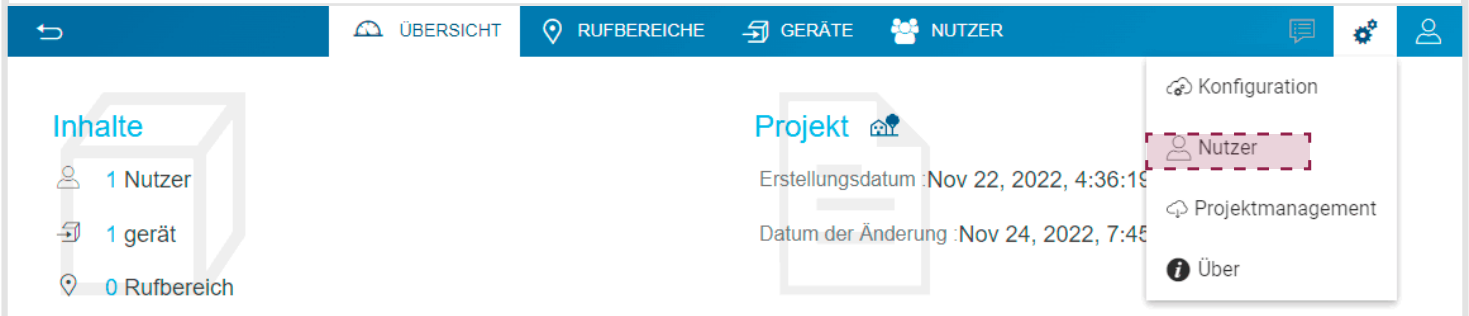 ÜBERSICHT RUFBEREICHE GERÄTE NUTZER
Konfiguration
Inhalte
Projekt
Nutzer
1 Nutzer
Erstellungsdatum :Nov 22, 2022, 4:36:19
Projektmanagement
1 gerät
Datum der Änderung :Nov 24, 2022, 7:45
Über
0 Rufbereich